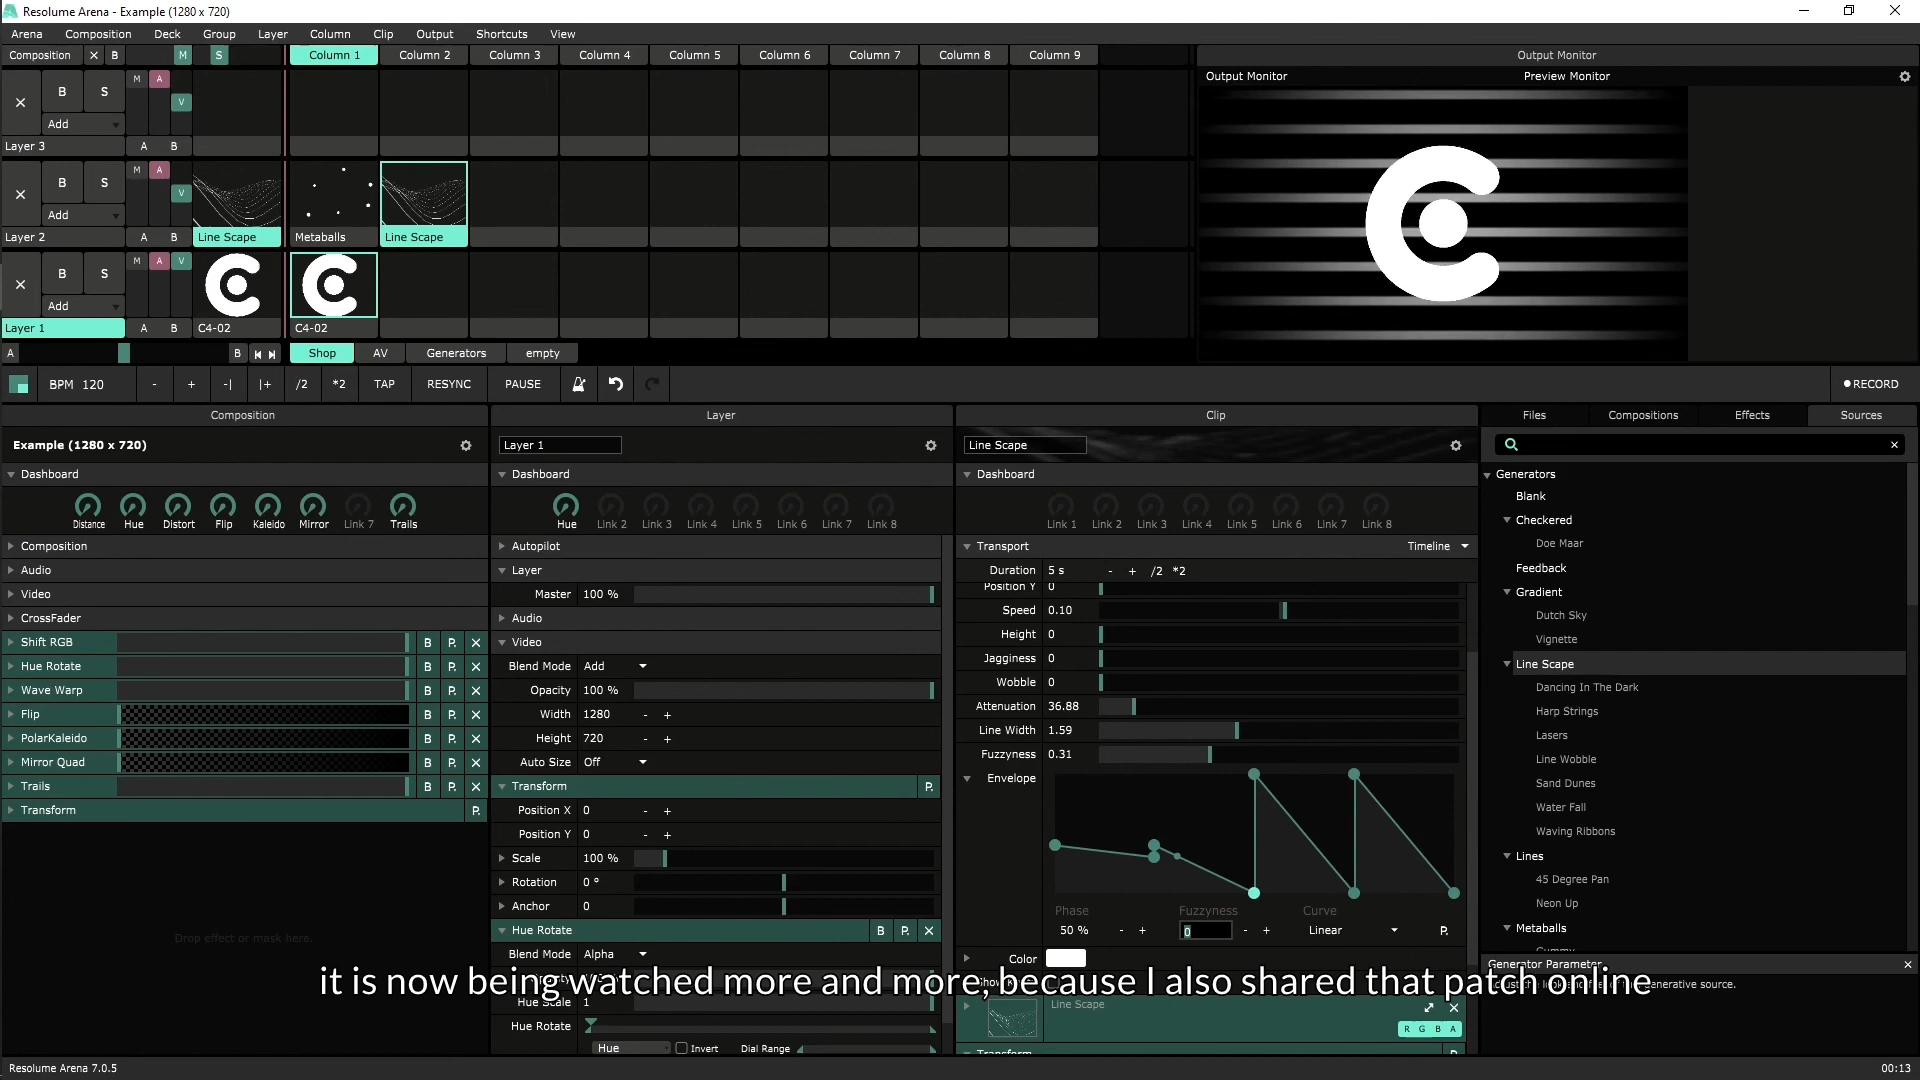 Resolume Arena - Example (1280 x 720)
Arena Composition Deck Group Layer Column Clip Output Shortcuts View
Composition X B M S Column 1 Column 2 Column 3 Column 4 Column 5 Column 6 Column 7 Column 8 Column 9
Output Monitor
Output Monitor Preview Monitor
B S M A V
Add
Layer 3 A B
B S M A V
Add
Layer 2 A B Line Scape Metaballs Line Scape
B S M A V
Add
Layer 1 A B C4-02 C4-02
A B Shop AV Generators empty
BPM 120 - + -| |+ /2 *2 TAP RESYNC PAUSE RECORD
Composition Layer Clip Files Compositions Effects Sources
Example (1280 x 720)
Dashboard
Distance Hue Distort Flip Kaleido Mirror Link 7 Trails
Composition
Audio
Video
CrossFader
Shift RGB B P. X
Hue Rotate B P. X
Wave Warp B P. X
Flip B P. X
PolarKaleido B P. X
Mirror Quad B P. X
Trails B P. X
Transform P.
Drop effect or mask here.
Layer 1
Dashboard
Hue Link 2 Link 3 Link 4 Link 5 Link 6 Link 7 Link 8
Autopilot
Layer
Master 100 %
Audio
Video
Blend Mode Add
Opacity 100 %
Width 1280 - +
Height 720 - +
Auto Size Off
Transform P.
Position X 0 - +
Position Y 0 - +
Scale 100 %
Rotation 0 °
Anchor 0
Hue Rotate B P. X
Blend Mode Alpha
Hue Scale 1
Hue Rotate
Hue Invert Dial Range
Line Scape
Dashboard
Link 1 Link 2 Link 3 Link 4 Link 5 Link 6 Link 7 Link 8
Transport Timeline
Duration 5 s - + /2 *2
Position Y 0
Speed 0.10
Height 0
Jagginess 0
Wobble 0
Attenuation 36.88
Line Width 1.59
Fuzzyness 0.31
Envelope
Phase Fuzzyness Curve
50 % - + 0 - + Linear P.
Color
Line Scape
R G B A
Transform P.
Generators
Blank
Checkered
Doe Maar
Feedback
Gradient
Dutch Sky
Vignette
Line Scape
Dancing In The Dark
Harp Strings
Lasers
Line Wobble
Sand Dunes
Water Fall
Waving Ribbons
Lines
45 Degree Pan
Neon Up
Metaballs
Gummy
Generator Parameter
it is now being watched more and more, because I also shared that patch online
Resolume Arena 7.0.5 00:13